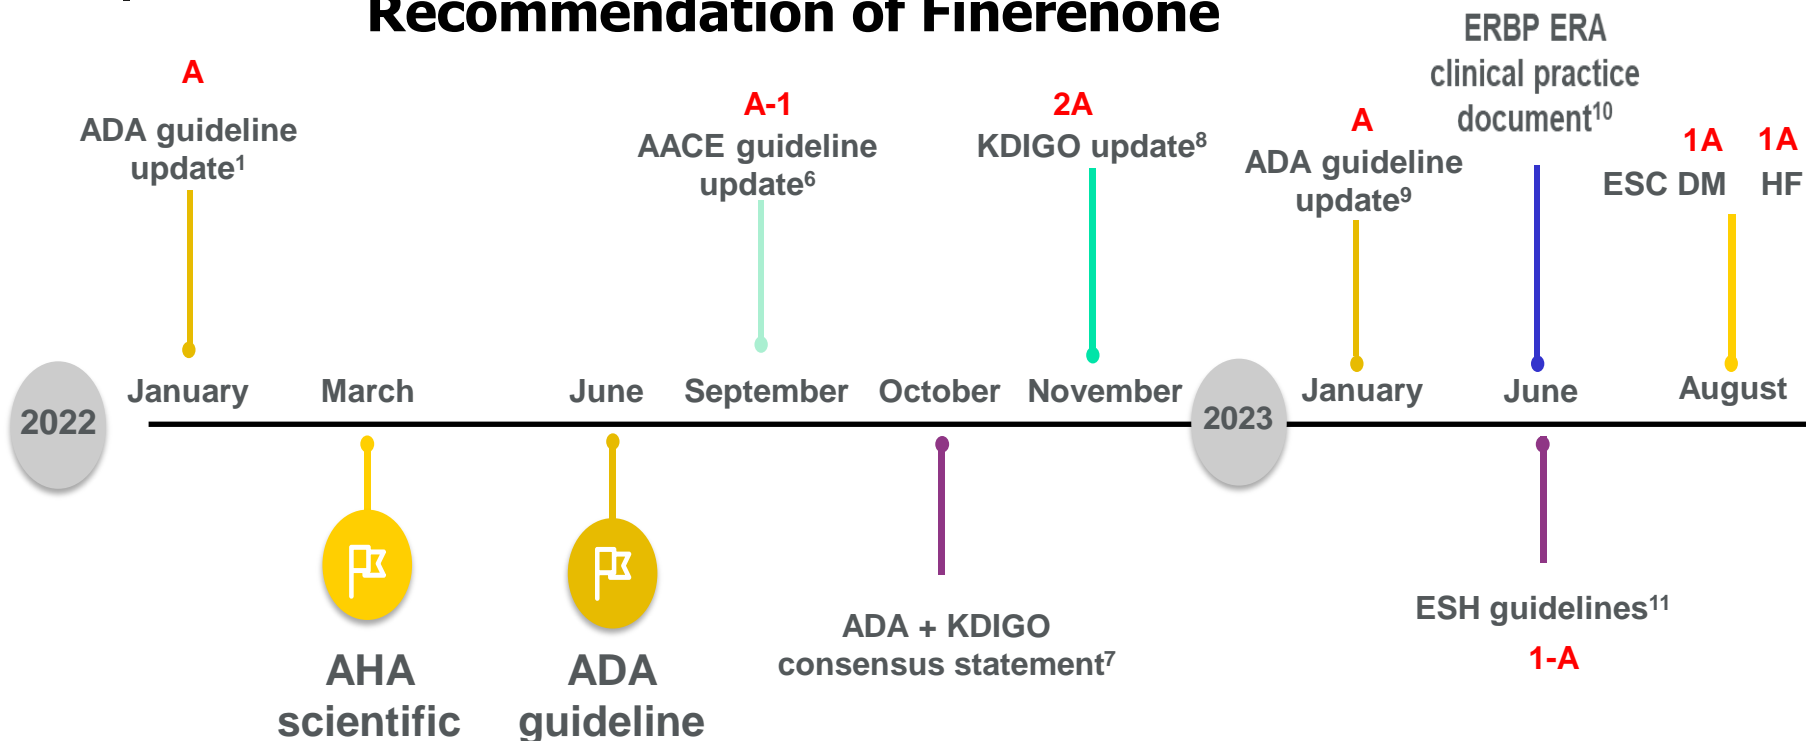 Recommendation of Finerenone
A
ADA guideline
update¹
A-1
AACE guideline
update⁶
2A
KDIGO update⁸
A
ADA guideline
update⁹
ERBP ERA
clinical practice
document¹⁰
1A 1A
ESC DM HF
2022
January
March
June
September
October
November
2023
January
June
August
AHA
scientific
ADA
guideline
ADA + KDIGO
consensus statement⁷
ESH guidelines¹¹
1-A